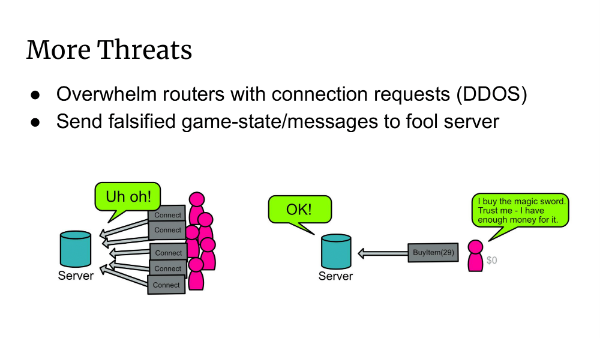 More Threats
● Overwhelm routers with connection requests (DDOS)
● Send falsified game-state/messages to fool server
Uh oh!
Connect
Connect
Connect
Connect
Connect
Server
OK!
I buy the magic sword.
Trust me - I have
enough money for it.
BuyItem(29)
$0
Server